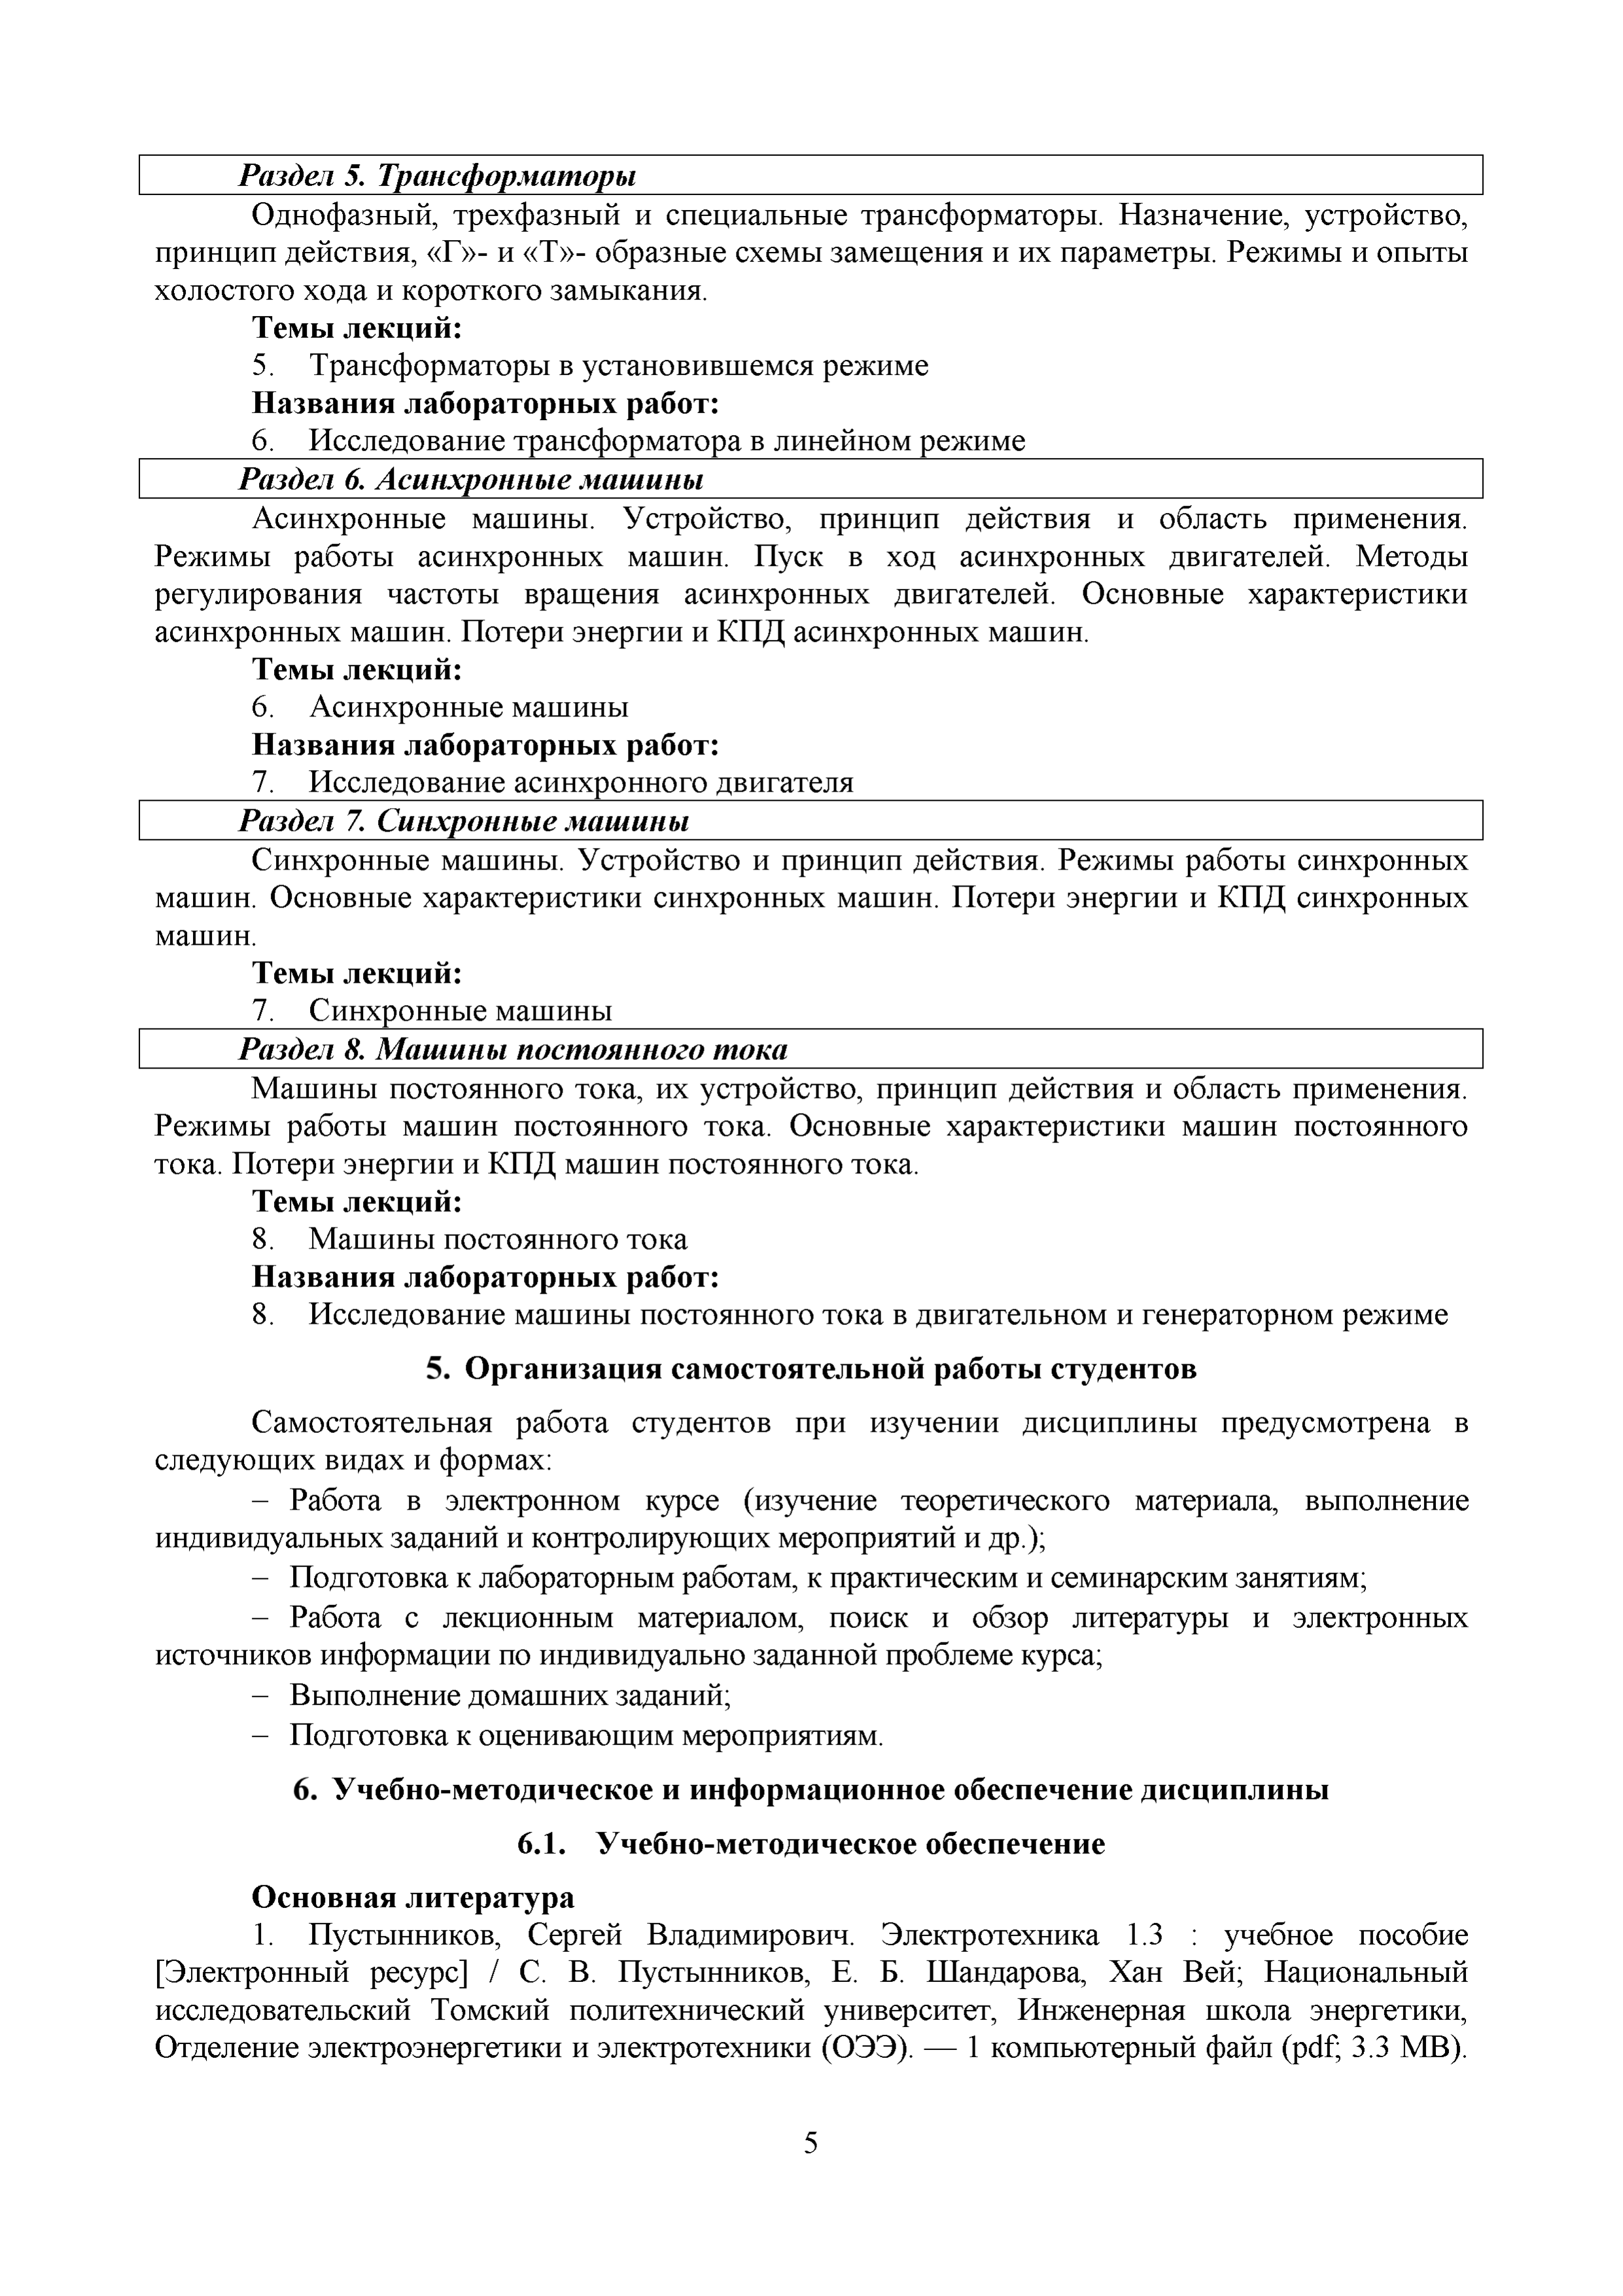 Раздел 5. Трансформаторы
Однофазный, трехфазный и специальные трансформаторы. Назначение, устройство,
принцип действия, «Г»- и «Т»- образные схемы замещения и их параметры. Режимы и опыты
холостого хода и короткого замыкания.
Темы лекций:
5. Трансформаторы в установившемся режиме
Названия лабораторных работ:
6. Исследование трансформатора в линейном режиме
Раздел 6. Асинхронные машины
Асинхронные машины. Устройство, принцип действия и область применения.
Режимы работы асинхронных машин. Пуск в ход асинхронных двигателей. Методы
регулирования частоты вращения асинхронных двигателей. Основные характеристики
асинхронных машин. Потери энергии и КПД асинхронных машин.
Темы лекций:
6. Асинхронные машины
Названия лабораторных работ:
7. Исследование асинхронного двигателя
Раздел 7. Синхронные машины
Синхронные машины. Устройство и принцип действия. Режимы работы синхронных
машин. Основные характеристики синхронных машин. Потери энергии и КПД синхронных
машин.
Темы лекций:
7. Синхронные машины
Раздел 8. Машины постоянного тока
Машины постоянного тока, их устройство, принцип действия и область применения.
Режимы работы машин постоянного тока. Основные характеристики машин постоянного
тока. Потери энергии и КПД машин постоянного тока.
Темы лекций:
8. Машины постоянного тока
Названия лабораторных работ:
8. Исследование машины постоянного тока в двигательном и генераторном режиме
5. Организация самостоятельной работы студентов
Самостоятельная работа студентов при изучении дисциплины предусмотрена в
следующих видах и формах:
– Работа в электронном курсе (изучение теоретического материала, выполнение
индивидуальных заданий и контролирующих мероприятий и др.);
– Подготовка к лабораторным работам, к практическим и семинарским занятиям;
– Работа с лекционным материалом, поиск и обзор литературы и электронных
источников информации по индивидуально заданной проблеме курса;
– Выполнение домашних заданий;
– Подготовка к оценивающим мероприятиям.
6. Учебно-методическое и информационное обеспечение дисциплины
6.1. Учебно-методическое обеспечение
Основная литература
1. Пустынников, Сергей Владимирович. Электротехника 1.3 : учебное пособие
[Электронный ресурс] / С. В. Пустынников, Е. Б. Шандарова, Хан Вей; Национальный
исследовательский Томский политехнический университет, Инженерная школа энергетики,
Отделение электроэнергетики и электротехники (ОЭЭ). — 1 компьютерный файл (pdf; 3.3 MB).
5